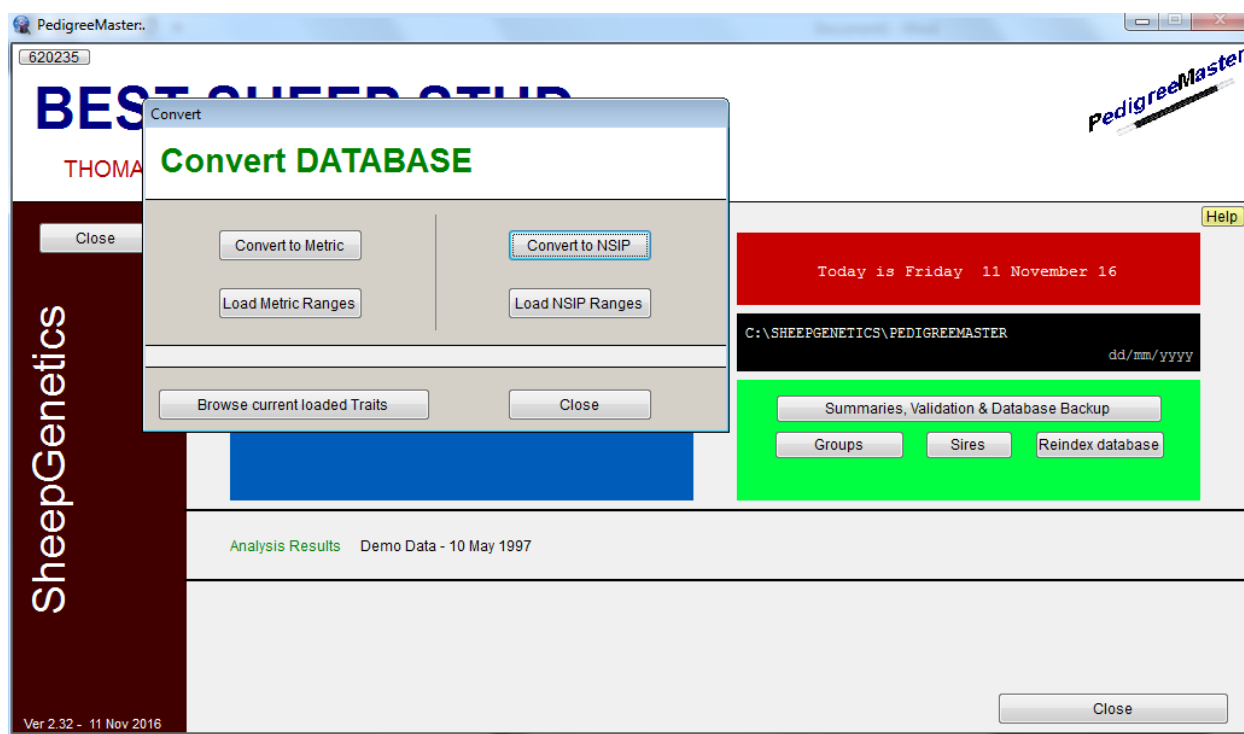 PedigreeMaster:.
620235
BEST SHEEP STUD
PedigreeMaster
THOMA
Convert
Convert DATABASE
Convert to Metric
Convert to NSIP
Load Metric Ranges
Load NSIP Ranges
Browse current loaded Traits
Close
Close
Help
Today is Friday 11 November 16
C:\SHEEPGENETICS\PEDIGREEMASTER
dd/mm/yyyy
Summaries, Validation & Database Backup
Groups
Sires
Reindex database
SheepGenetics
Analysis Results Demo Data - 10 May 1997
Close
Ver 2.32 - 11 Nov 2016